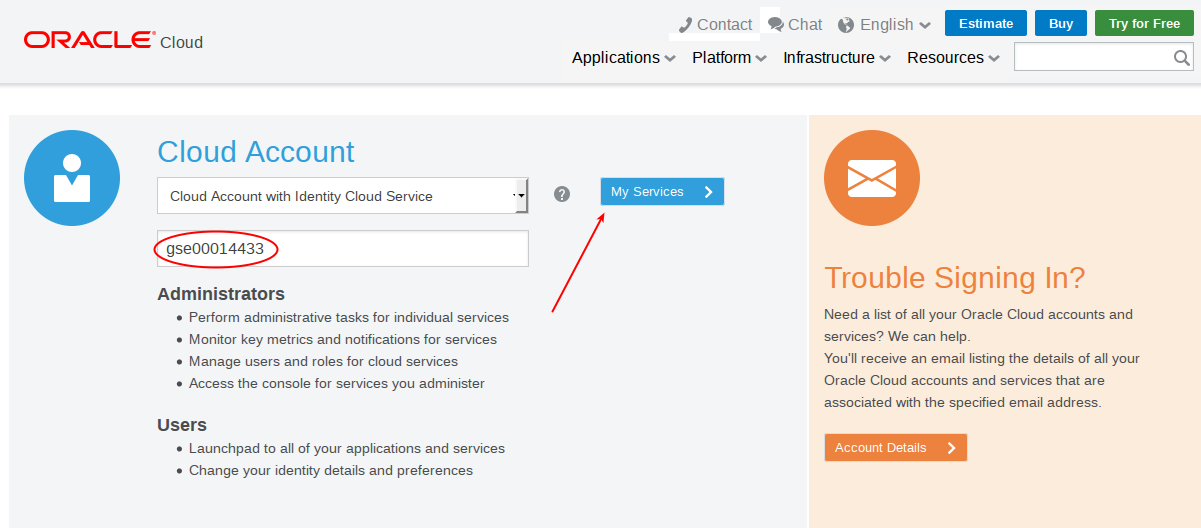 Contact Chat English Estimate Buy Try for Free
ORACLE Cloud
Applications Platform Infrastructure Resources
Cloud Account
Cloud Account with Identity Cloud Service
? My Services
gse00014433
Administrators
• Perform administrative tasks for individual services
• Monitor key metrics and notifications for services
• Manage users and roles for cloud services
• Access the console for services you administer
Users
• Launchpad to all of your applications and services
• Change your identity details and preferences
Trouble Signing In?
Need a list of all your Oracle Cloud accounts and
services? We can help.
You'll receive an email listing the details of all your
Oracle Cloud accounts and services that are
associated with the specified email address.
Account Details